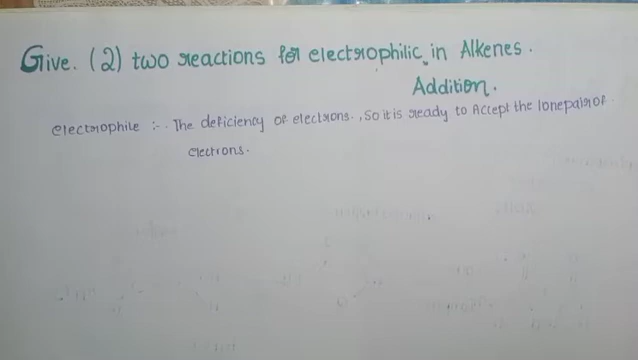 Give. (2) two reactions for electrophilic in Alkenes.
Addition.
electrophile :- The deficiency of electrons., So it is ready to Accept the lonepair of
electrons.